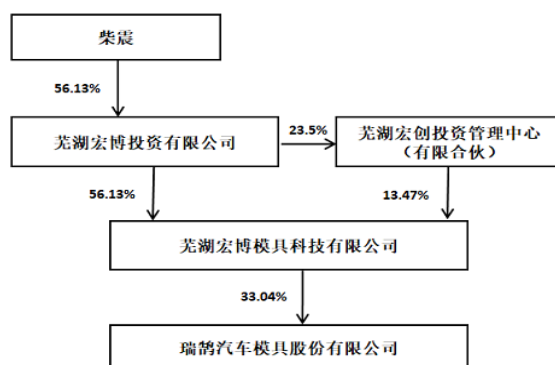 柴震
56.13%
芜湖宏博投资有限公司
23.5%
芜湖宏创投资管理中心
（有限合伙）
56.13%
13.47%
芜湖宏博模具科技有限公司
33.04%
瑞鹄汽车模具股份有限公司